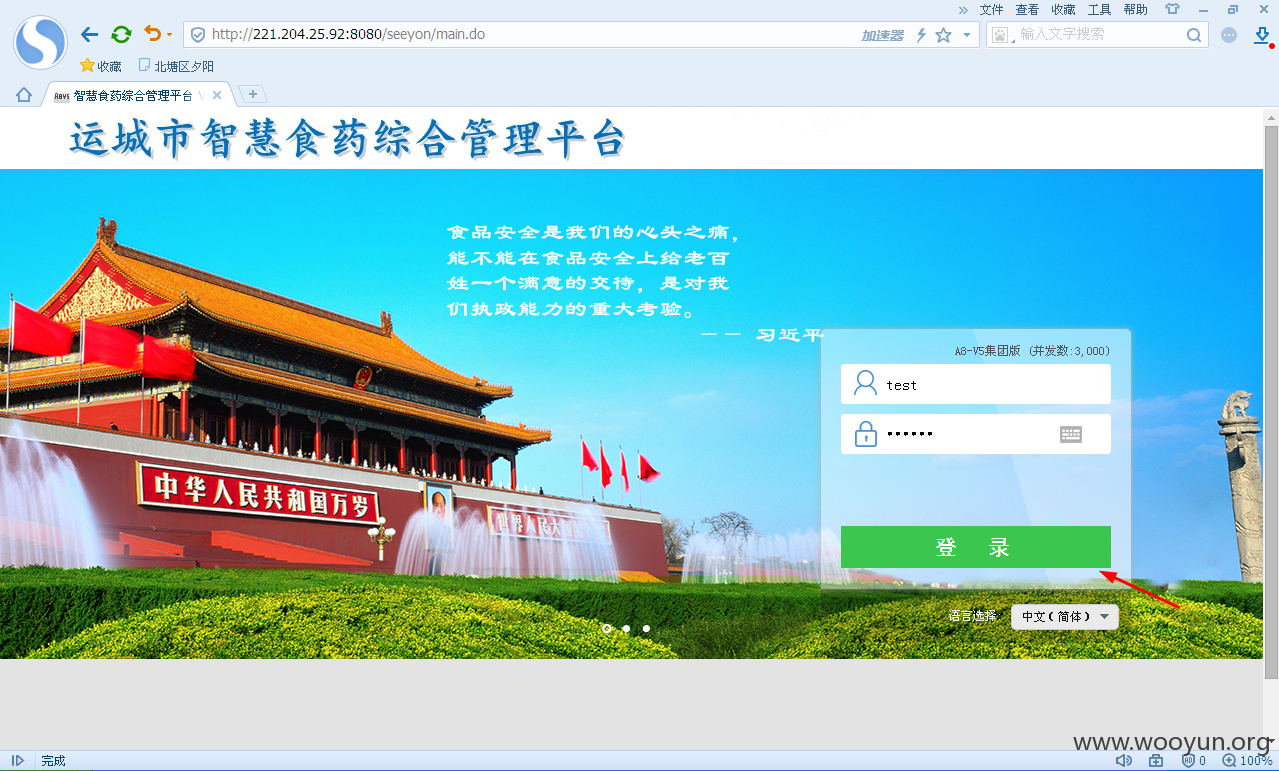 » 文件 查看 收藏 工具 帮助
http://221.204.25.92:8080/seeyon/main.do
加速器
输入文字搜索
收藏 北塘区夕阳
A8V5 智慧食药综合管理平台 V
运城市智慧食药综合管理平台
食品安全是我们的心头之痛，
能不能在食品安全上给老百
姓一个满意的交待，是对我
们执政能力的重大考验。
—— 习近平
A8-V5集团版 (并发数:3,000)
test
••••••
登 录
中华人民共和国万岁
世界人民大
语言选择
中文(简体)
www.wooyun.org
完成
0
100%